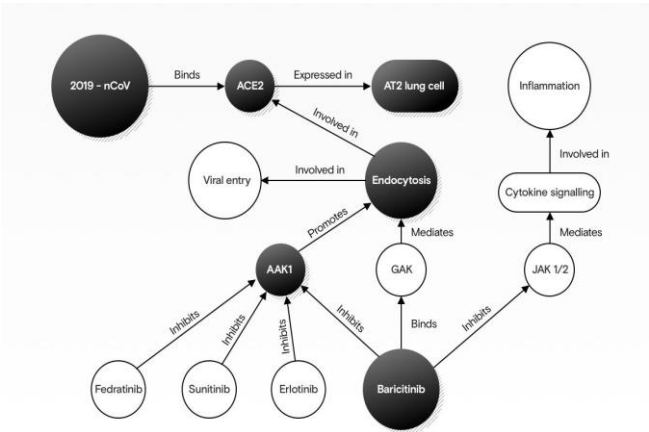 2019 - nCoV
Binds
ACE2
Expressed in
AT2 lung cell
Inflammation
Involved in
Viral entry
Involved in
Endocytosis
Involved in
Cytokine signalling
Promotes
Mediates
Mediates
AAK1
GAK
JAK 1/2
Inhibits
Inhibits
Inhibits
Inhibits
Binds
Inhibits
Fedratinib
Sunitinib
Erlotinib
Baricitinib